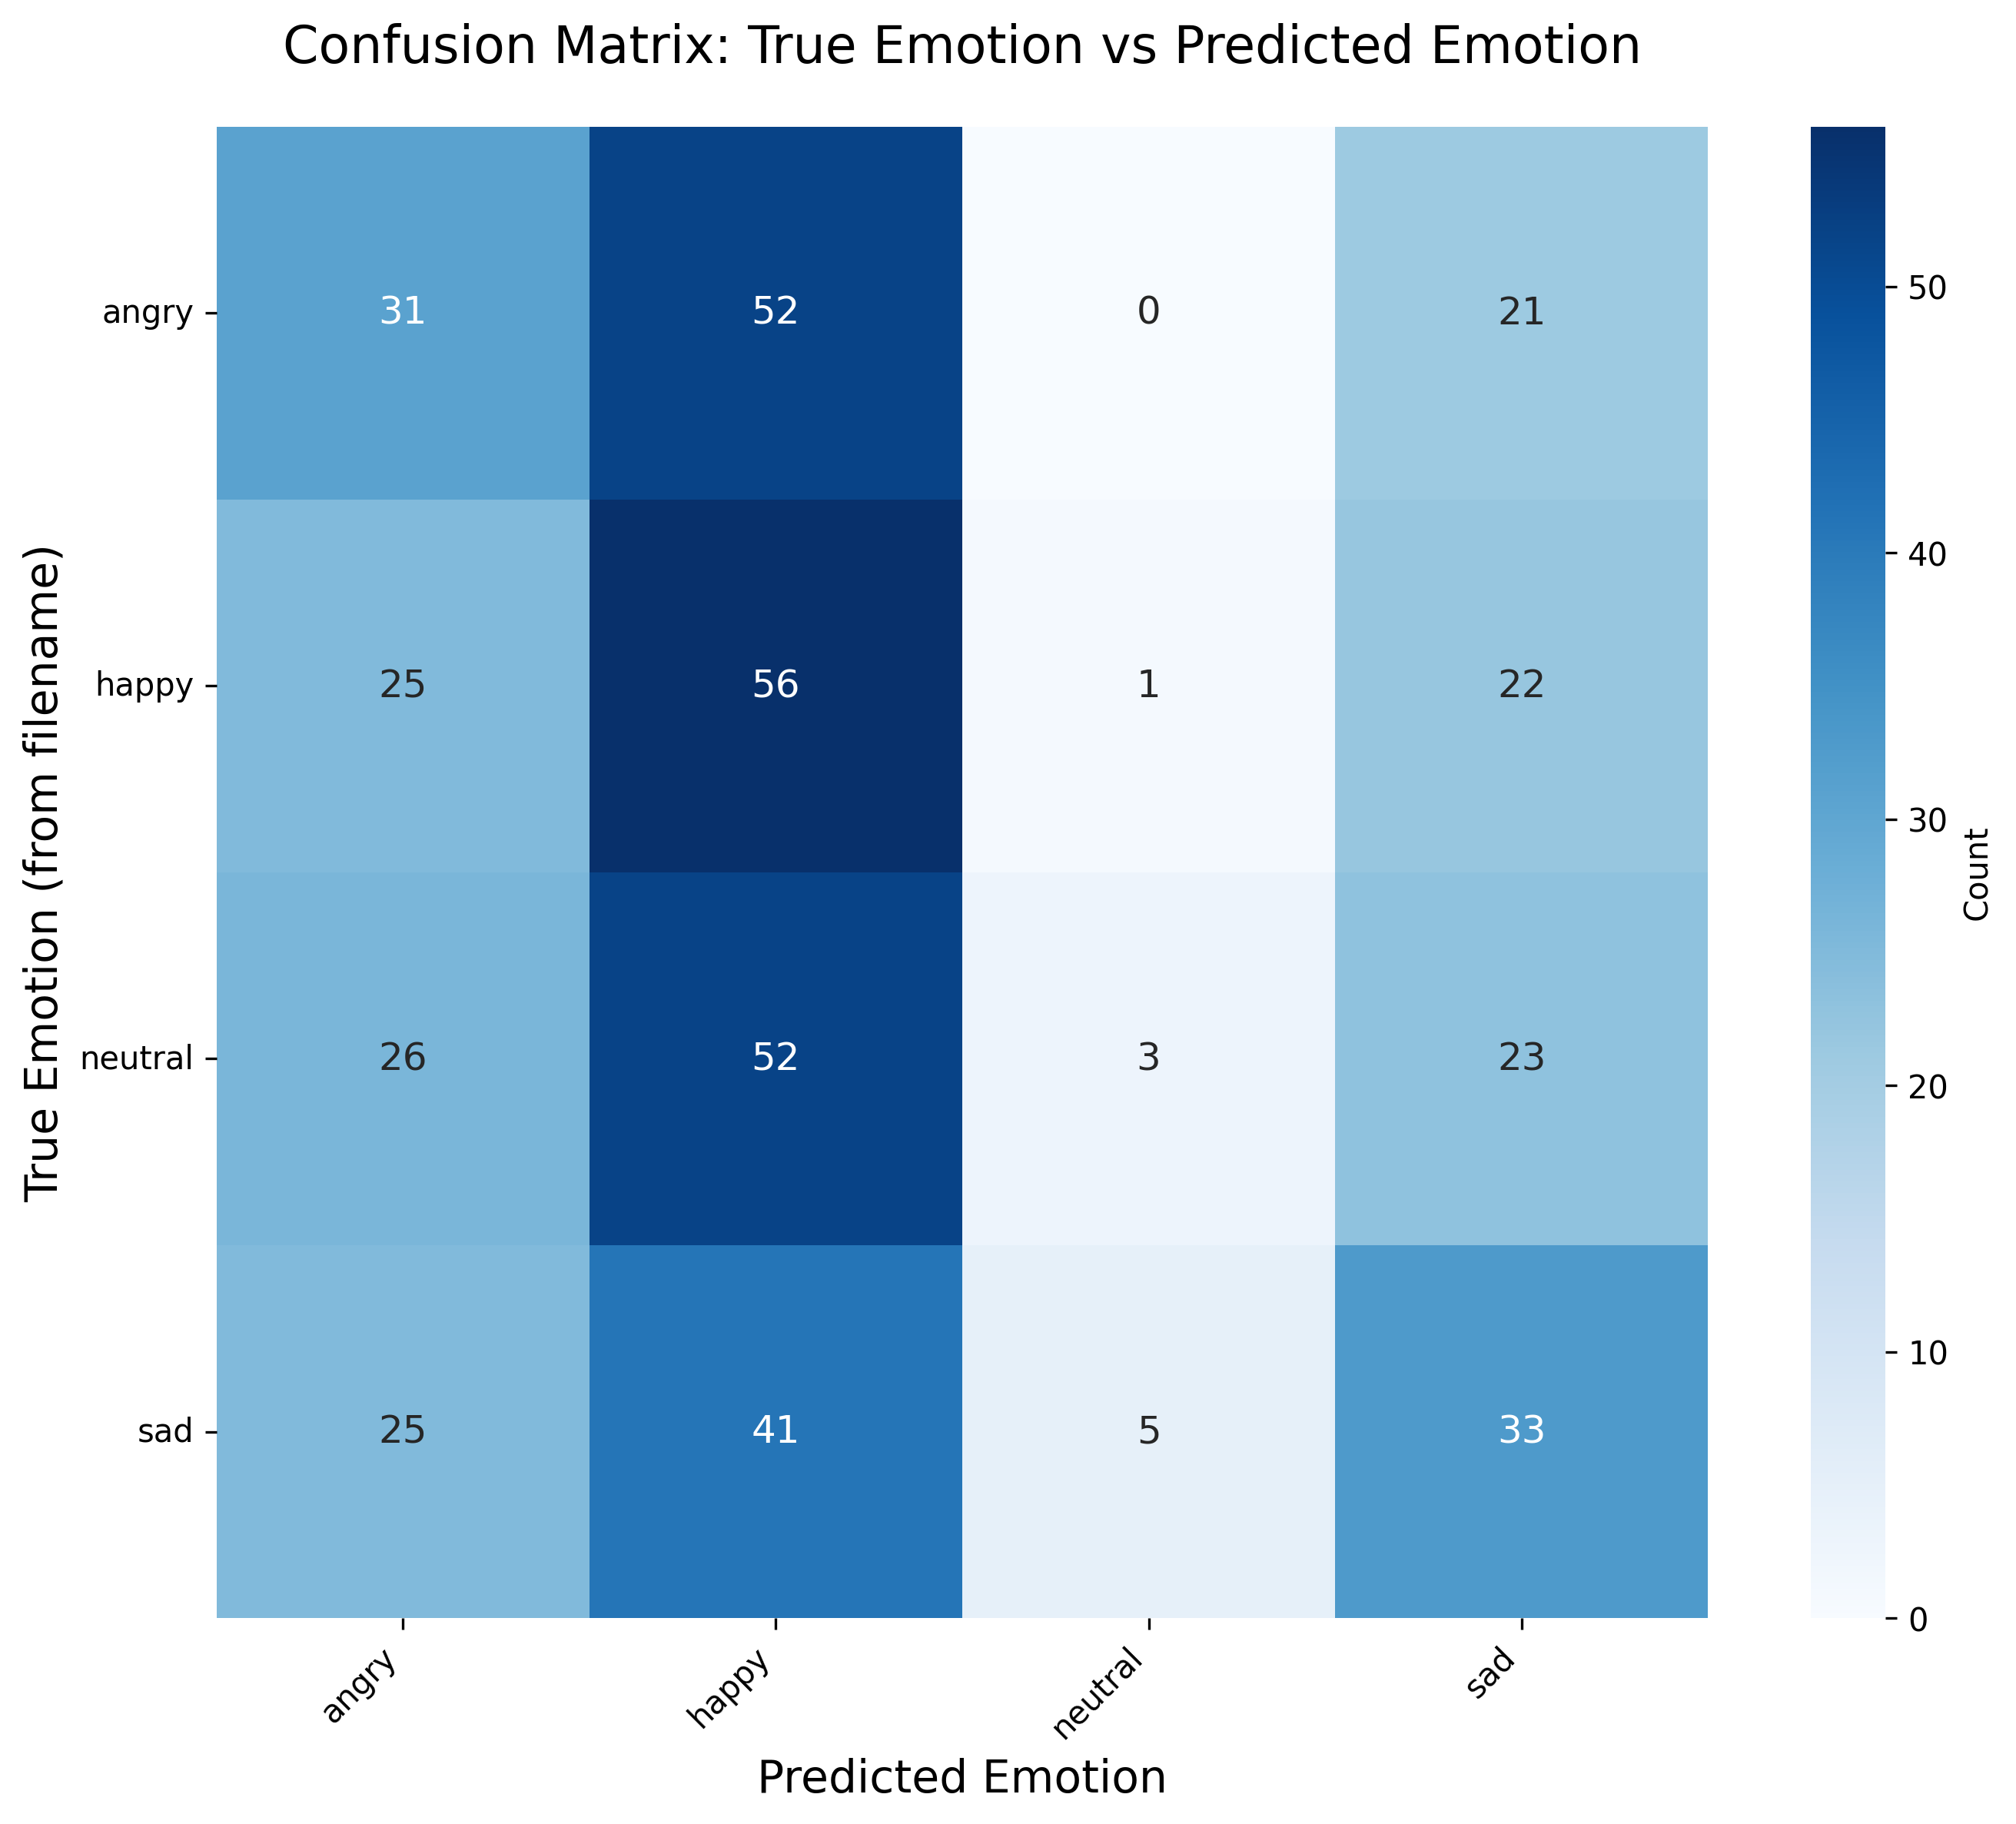 Confusion Matrix: True Emotion vs Predicted Emotion
True Emotion (from filename)
angry 31 52 0 21
happy 25 56 1 22
neutral 26 52 3 23
sad 25 41 5 33
angry happy neutral sad
Predicted Emotion
50
40
30
20
10
0
Count